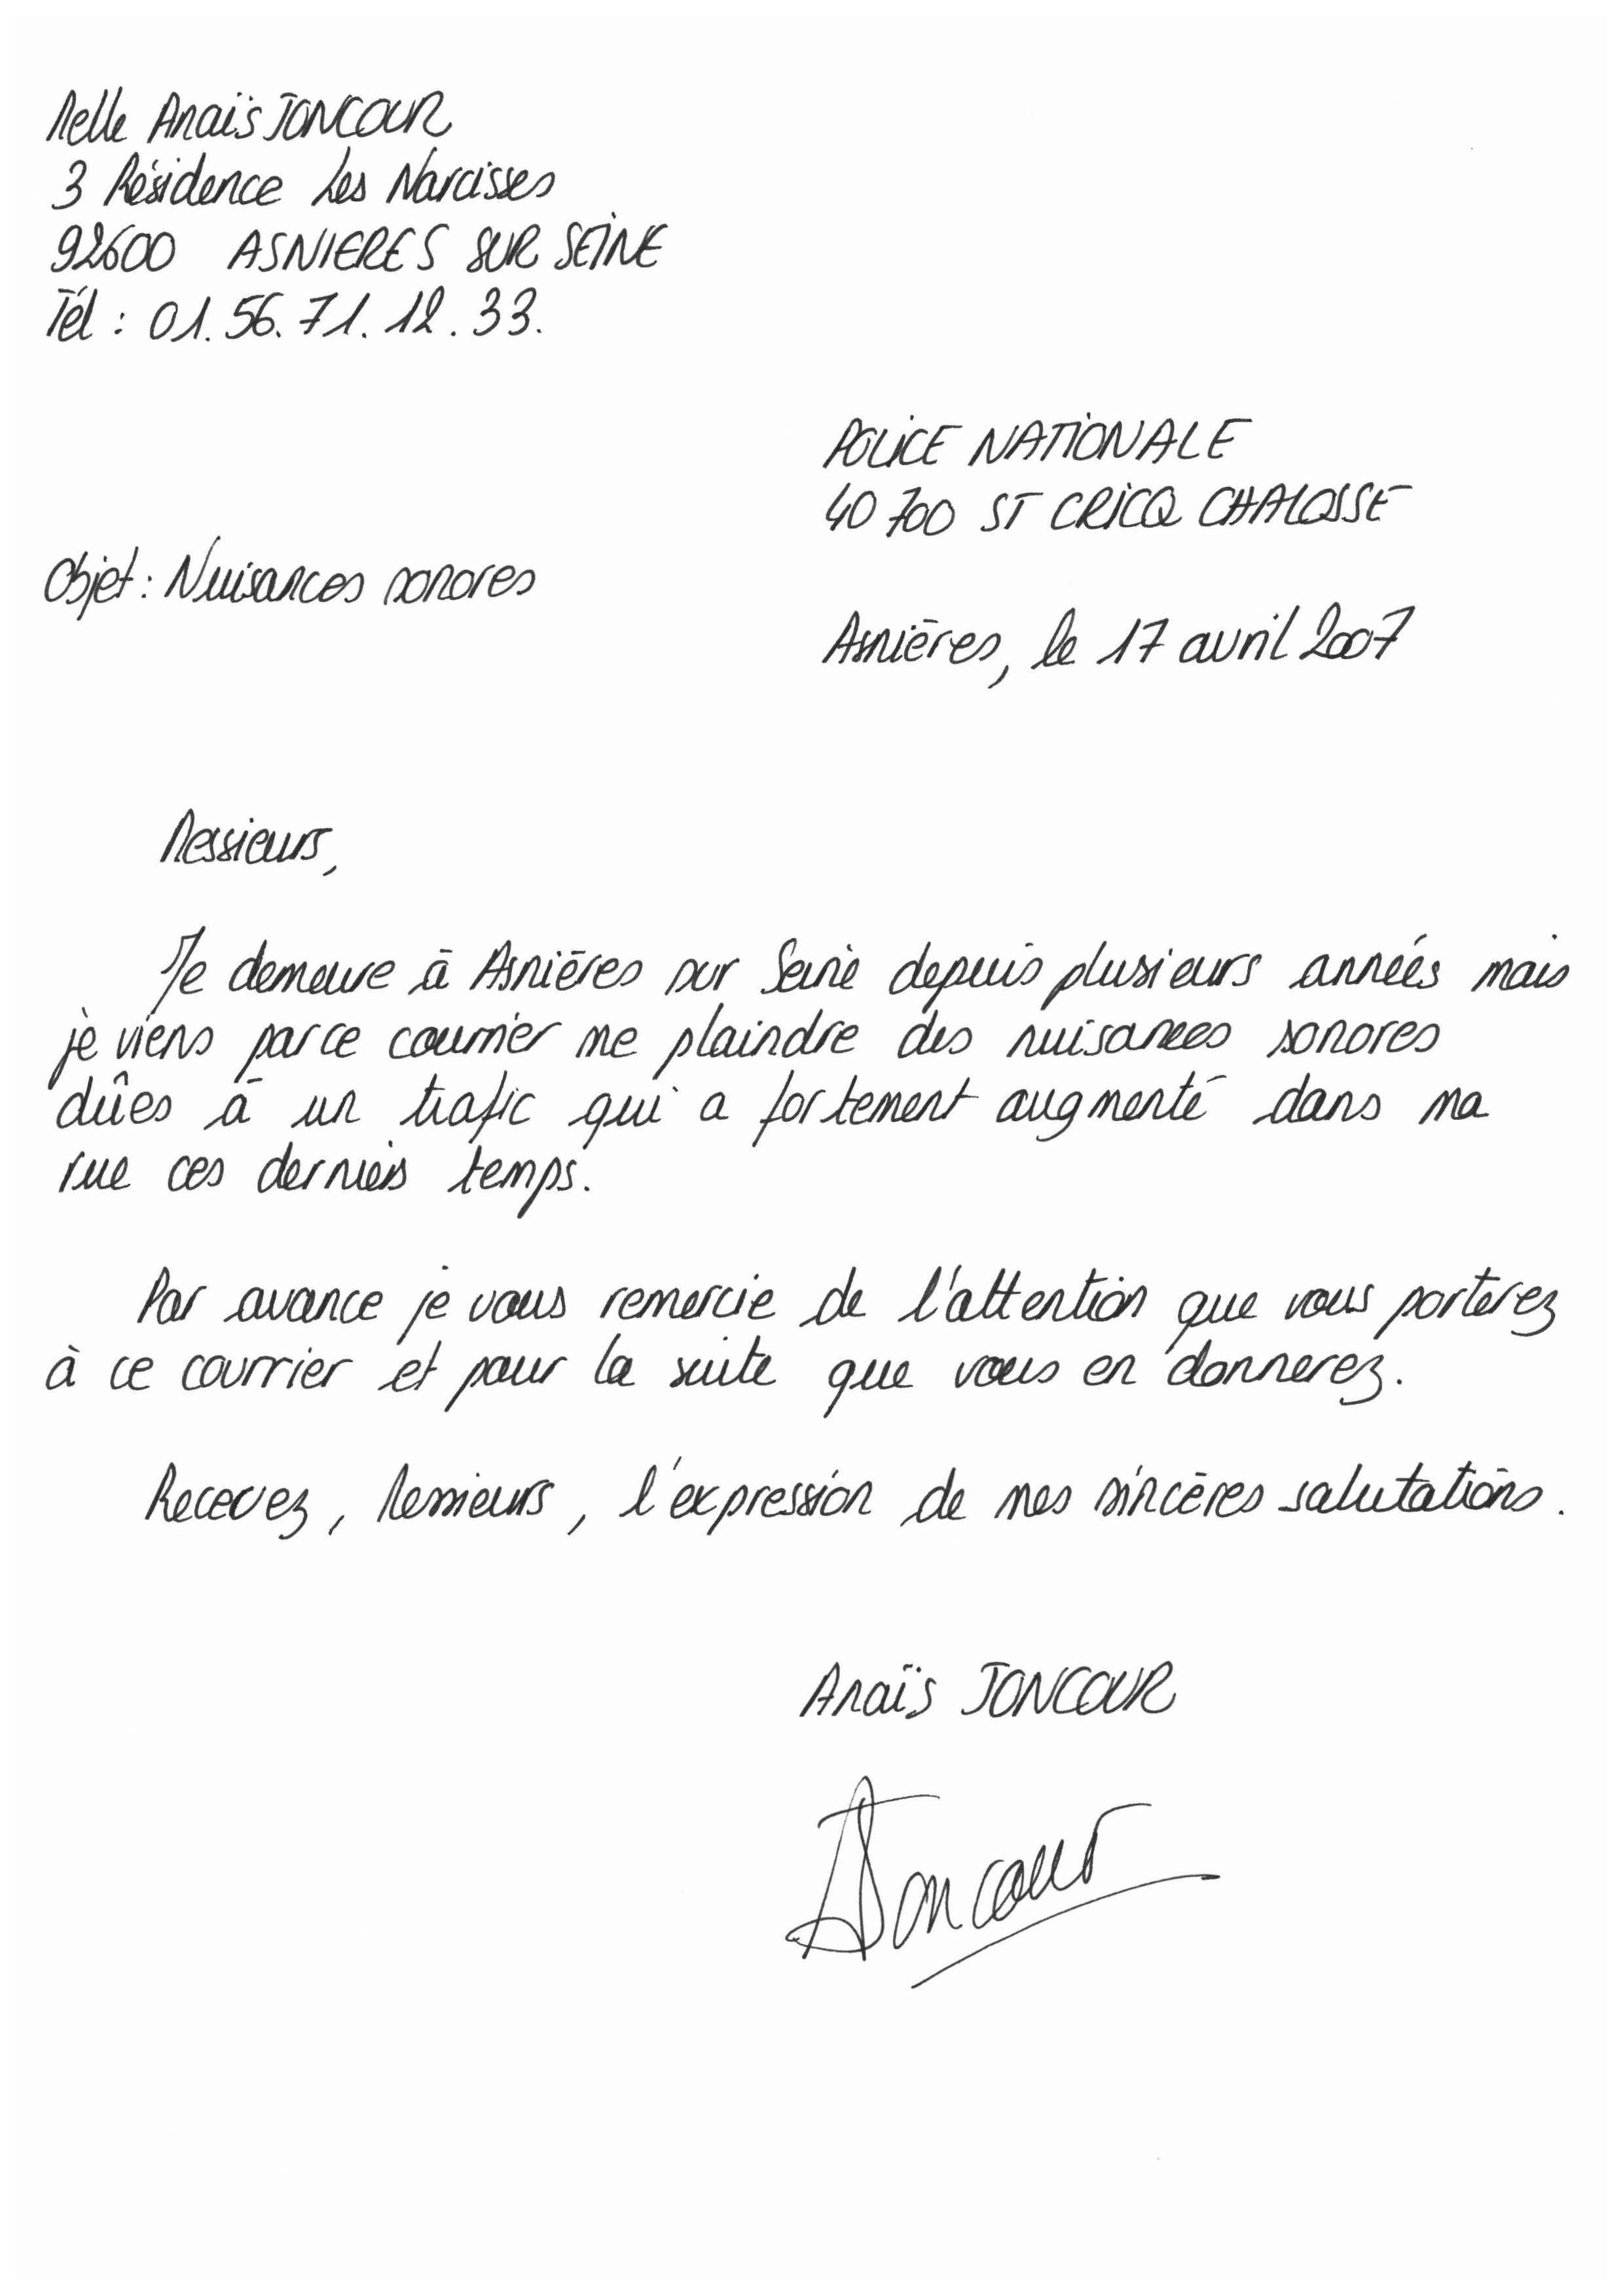 Melle Anaïs JONCOUR
3 Résidence Les Narcisses
92600 ASNIERES SUR SEINE
Tél : 01.56.71.12.33.
POLICE NATIONALE
40 700 ST CRICQ CHALOSSE
Objet : Nuisances sonores
Asnières, le 17 avril 2007
Messieurs,
Je demeure à Asnières sur Seine depuis plusieurs années mais
je viens par ce courrier me plaindre des nuisances sonores
dûes à un trafic qui a fortement augmenté dans ma
rue ces derniers temps.
Par avance je vous remercie de l'attention que vous porterez
à ce courrier et pour la suite que vous en donnerez.
Recevez, Messieurs, l'expression de mes sincères salutations.
Anaïs JONCOUR
AJoncour